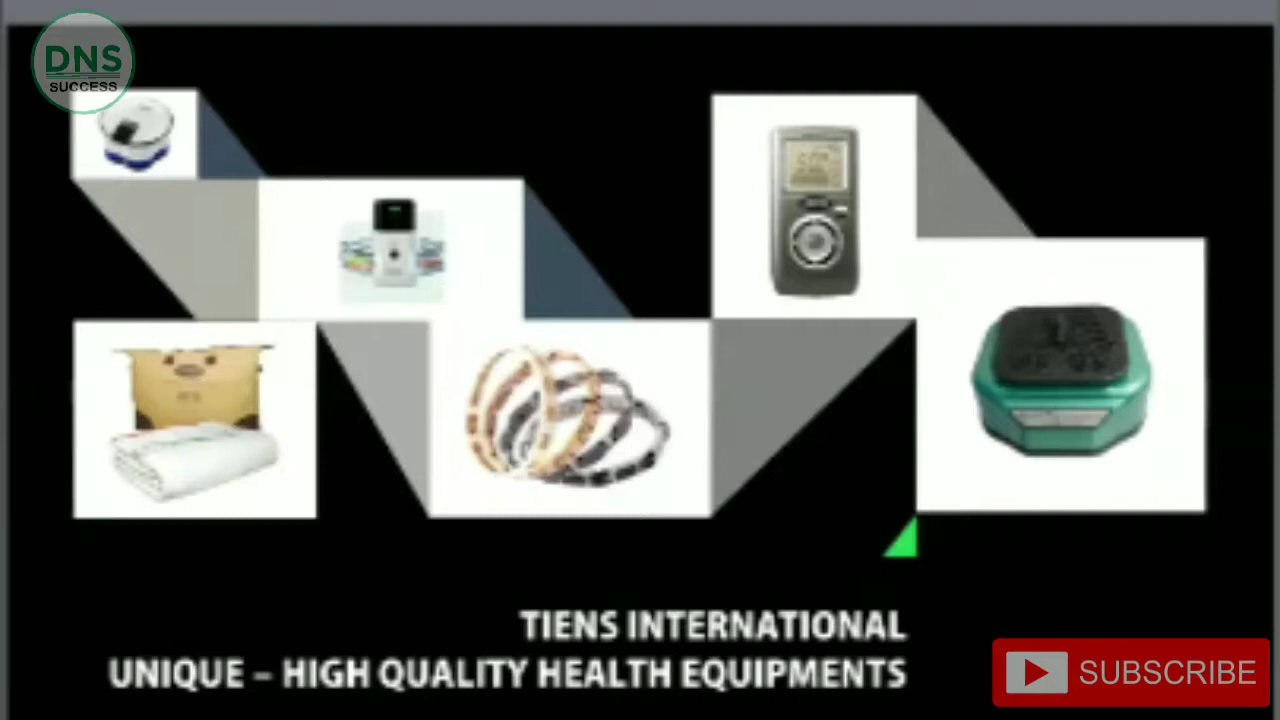 DNS
SUCCESS
TIENS INTERNATIONAL
UNIQUE – HIGH QUALITY HEALTH EQUIPMENTS
SUBSCRIBE